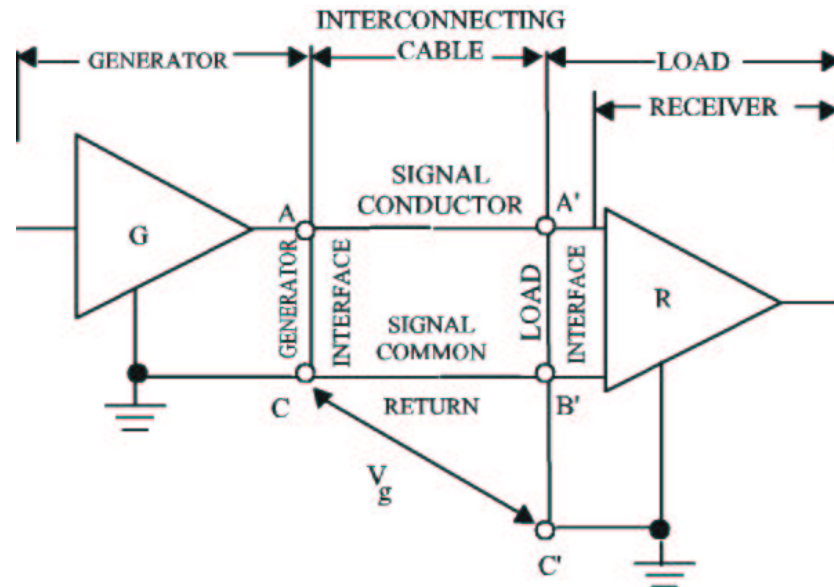 INTERCONNECTING
CABLE
GENERATOR
LOAD
RECEIVER
SIGNAL
CONDUCTOR
A
A'
G
GENERATOR
INTERFACE
LOAD
INTERFACE
R
SIGNAL
COMMON
C
RETURN
B'
Vg
C'